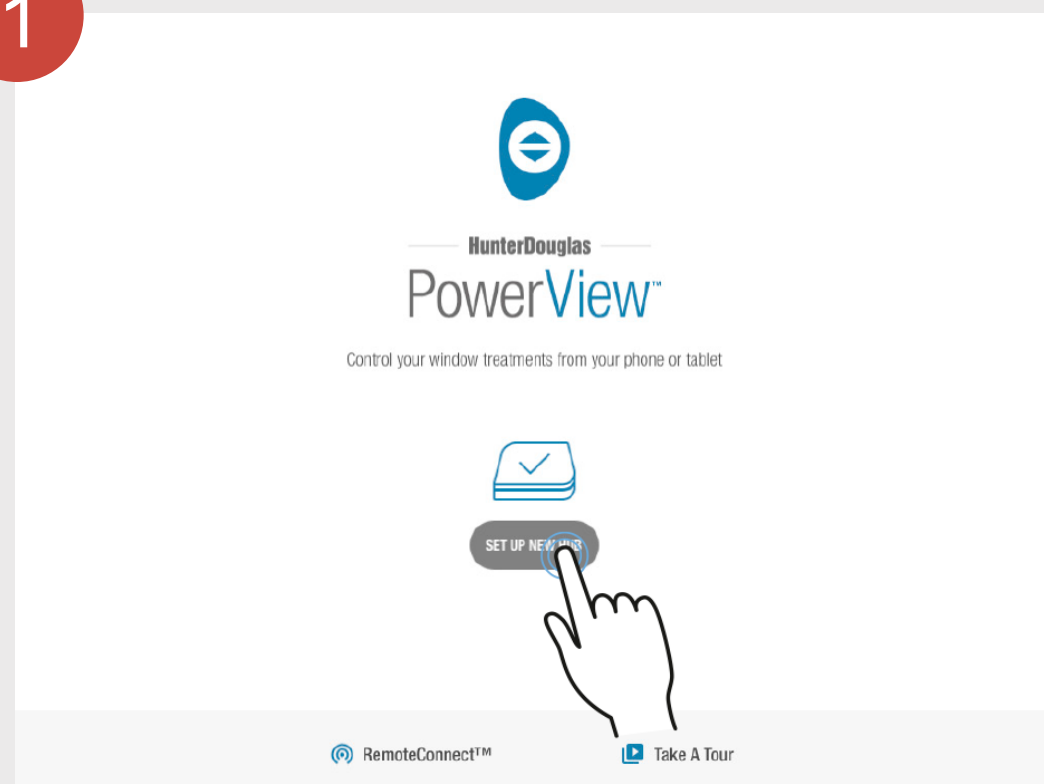 1
HunterDouglas
PowerView™
Control your window treatments from your phone or tablet
SET UP NEW HUB
RemoteConnect™
Take A Tour